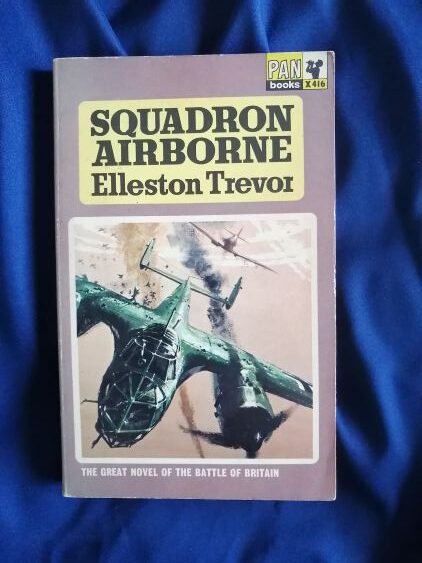 PAN
books X416
SQUADRON
AIRBORNE
Elleston Trevor
THE GREAT NOVEL OF THE BATTLE OF BRITAIN